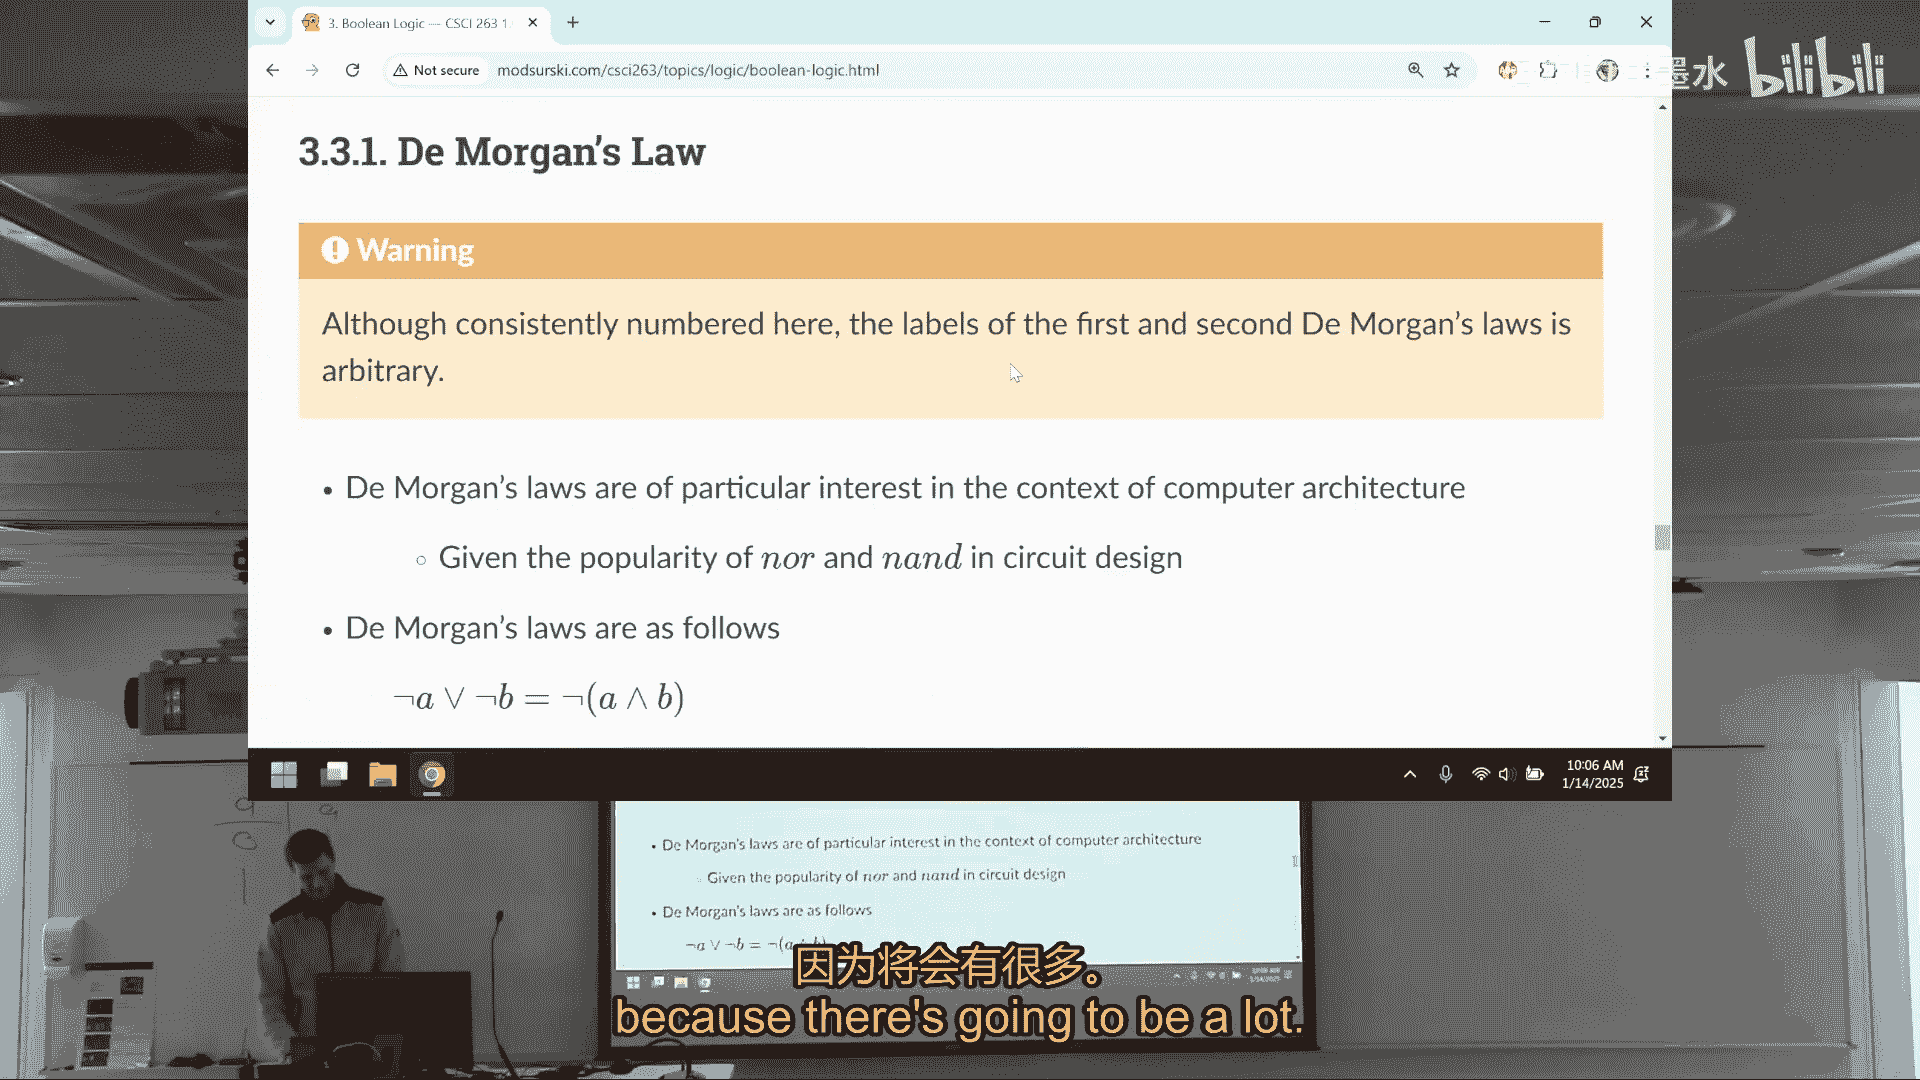 3. Boolean Logic — CSCI 263 1.
Not secure
modsurski.com/csci263/topics/logic/boolean-logic.html
墨水 bilibili
3.3.1. De Morgan's Law
Warning
Although consistently numbered here, the labels of the first and second De Morgan's laws is
arbitrary.
• De Morgan's laws are of particular interest in the context of computer architecture
◦ Given the popularity of nor and nand in circuit design
• De Morgan's laws are as follows
¬a ∨ ¬b = ¬(a ∧ b)
10:06 AM
1/14/2025
• De Morgan's laws are of particular interest in the context of computer architecture
Given the popularity of nor and nand in circuit design
• De Morgan's laws are as follows
¬a ∨ ¬b = ¬(a
因为将会有很多。
because there's going to be a lot.